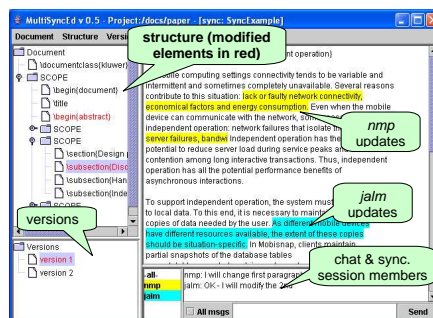 MultiSyncEd v 0.5 - Project:/docs/paper - [sync: SyncExample]
Document Structure
structure (modified
elements in red)
Document
\documentclass{kluwer}
SCOPE
\begin{document}
\title
\begin{abstract}
SCOPE
SCOPE
\section{Design
\subsection{Disc
\subsection{Han
\subsection{Inde
SCOPE
versions
Versions
version 1
version 2
operation)
computing settings connectivity tends to be variable and
intermittent and sometimes completely unavailable. Several reasons
contribute to this situation: lack or faulty network connectivity,
economical factors and energy consumption. Even when the mobile
device can communicate with the network,
independent operation: network failures that isolate
server failures, bandwi Independent operation has the
potential to reduce server load during service peaks
contention among long interactive transactions. Thus, independent
operation has all the potential performance benefits of
asynchronous interactions.
nmp
updates
To support independent operation, the system must
to local data. To this end, it is necessary to
copies of data needed by the user. As different mobile
have different resources available, the extent of these copies
should be situation-specific. In Mobisnap, clients maintain
partial snapshots of the database tables
jalm
updates
chat & sync.
session members
-all-
nmp
jalm
nmp: I will change first paragraph
jalm: OK - I will modify the 2nd
All msgs
Send